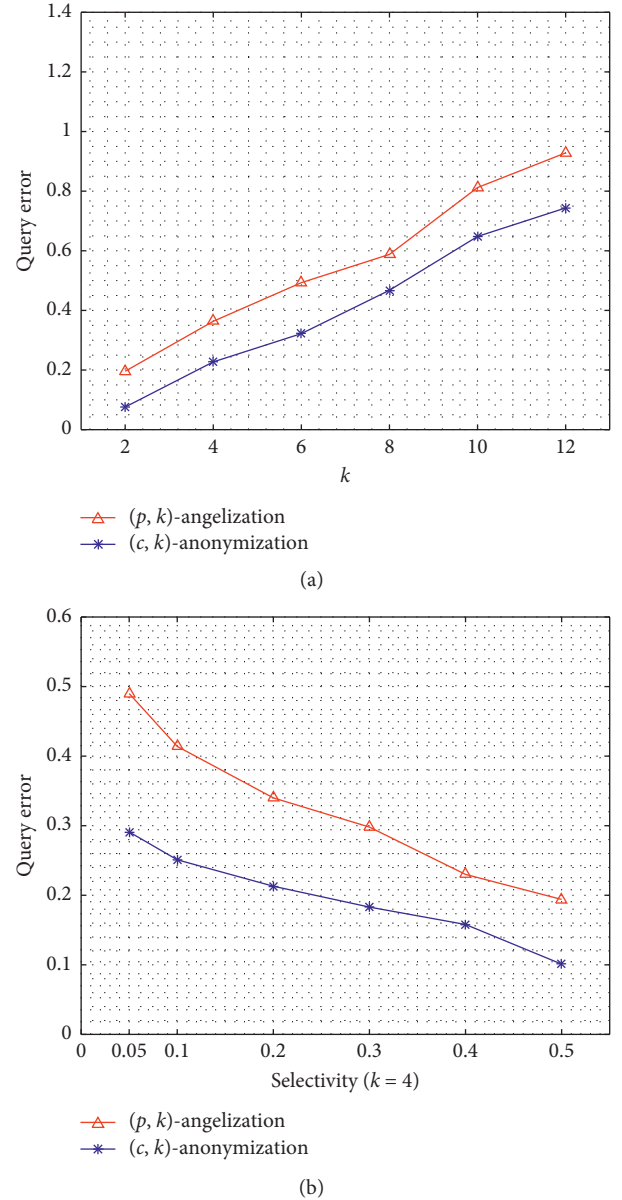 1.4
1.2
1
0.8
0.6
0.4
0.2
0
Query error
2 4 6 8 10 12
k
(p, k)-angelization
(c, k)-anonymization
(a)
0.6
0.5
0.4
0.3
0.2
0.1
0
Query error
0 0.05 0.1 0.2 0.3 0.4 0.5
Selectivity (k = 4)
(p, k)-angelization
(c, k)-anonymization
(b)